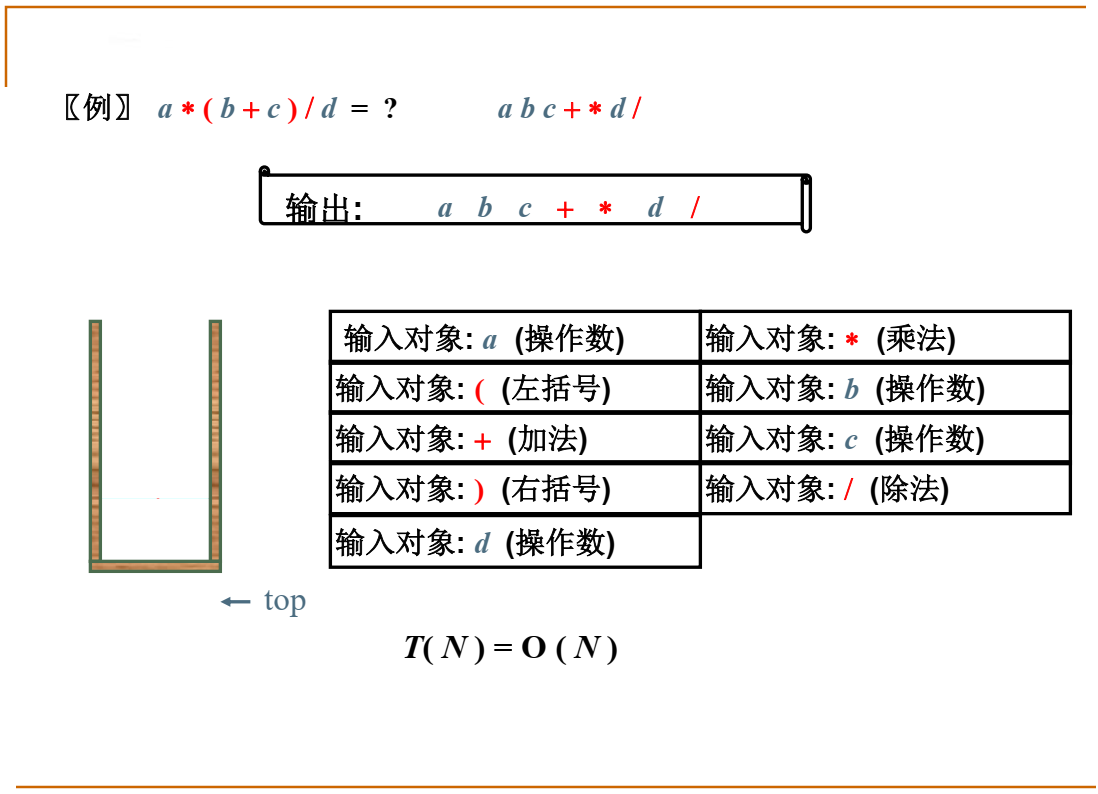 〖例〗 a * ( b + c ) / d = ? a b c + * d /
输出: a b c + * d /
输入对象: a (操作数) 输入对象: * (乘法)
输入对象: ( (左括号) 输入对象: b (操作数)
输入对象: + (加法) 输入对象: c (操作数)
输入对象: ) (右括号) 输入对象: / (除法)
输入对象: d (操作数)
← top
T( N ) = O ( N )